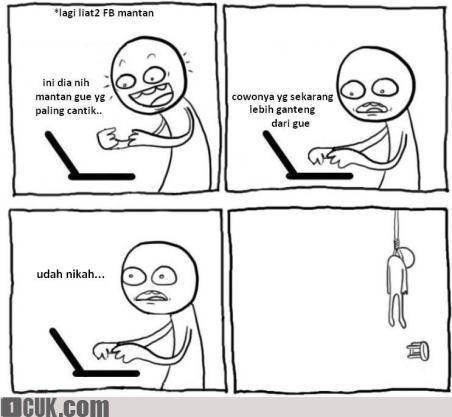 *lagi liat2 FB mantan
ini dia nih
mantan gue yg
paling cantik..
cowonya yg sekarang
lebih ganteng
dari gue
udah nikah...
1CUK.com